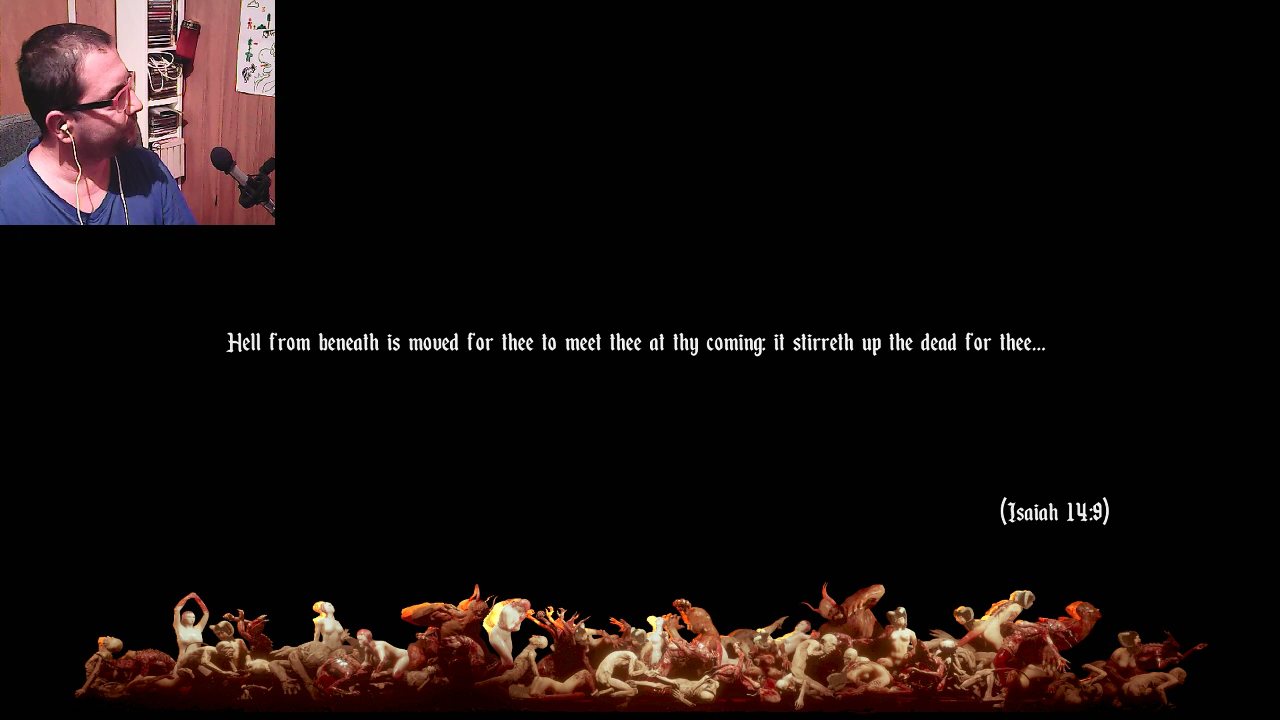 Hell from beneath is moved for thee to meet thee at thy coming: it stirreth up the dead for thee...
(Isaiah 14:9)